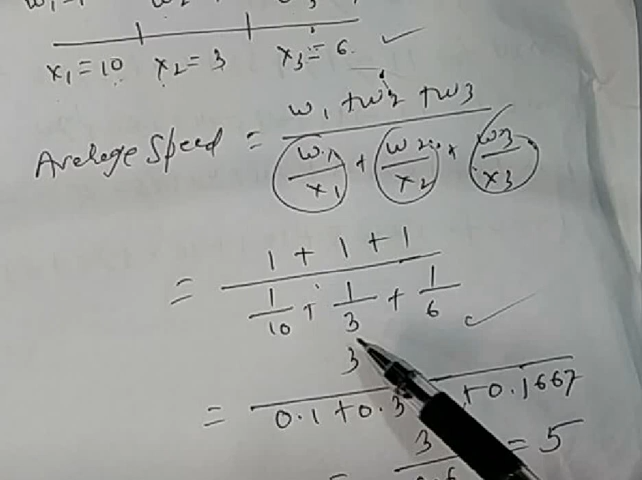 x1 = 10 x2 = 3 x3 = 6
Average Speed = w1 + w2 + w3
w1/x1 + w2/x2 + w3/x3
= 1 + 1 + 1
1/10 + 1/3 + 1/6
3
= 0.1 + 0.3 + 0.1667
= 3 = 5